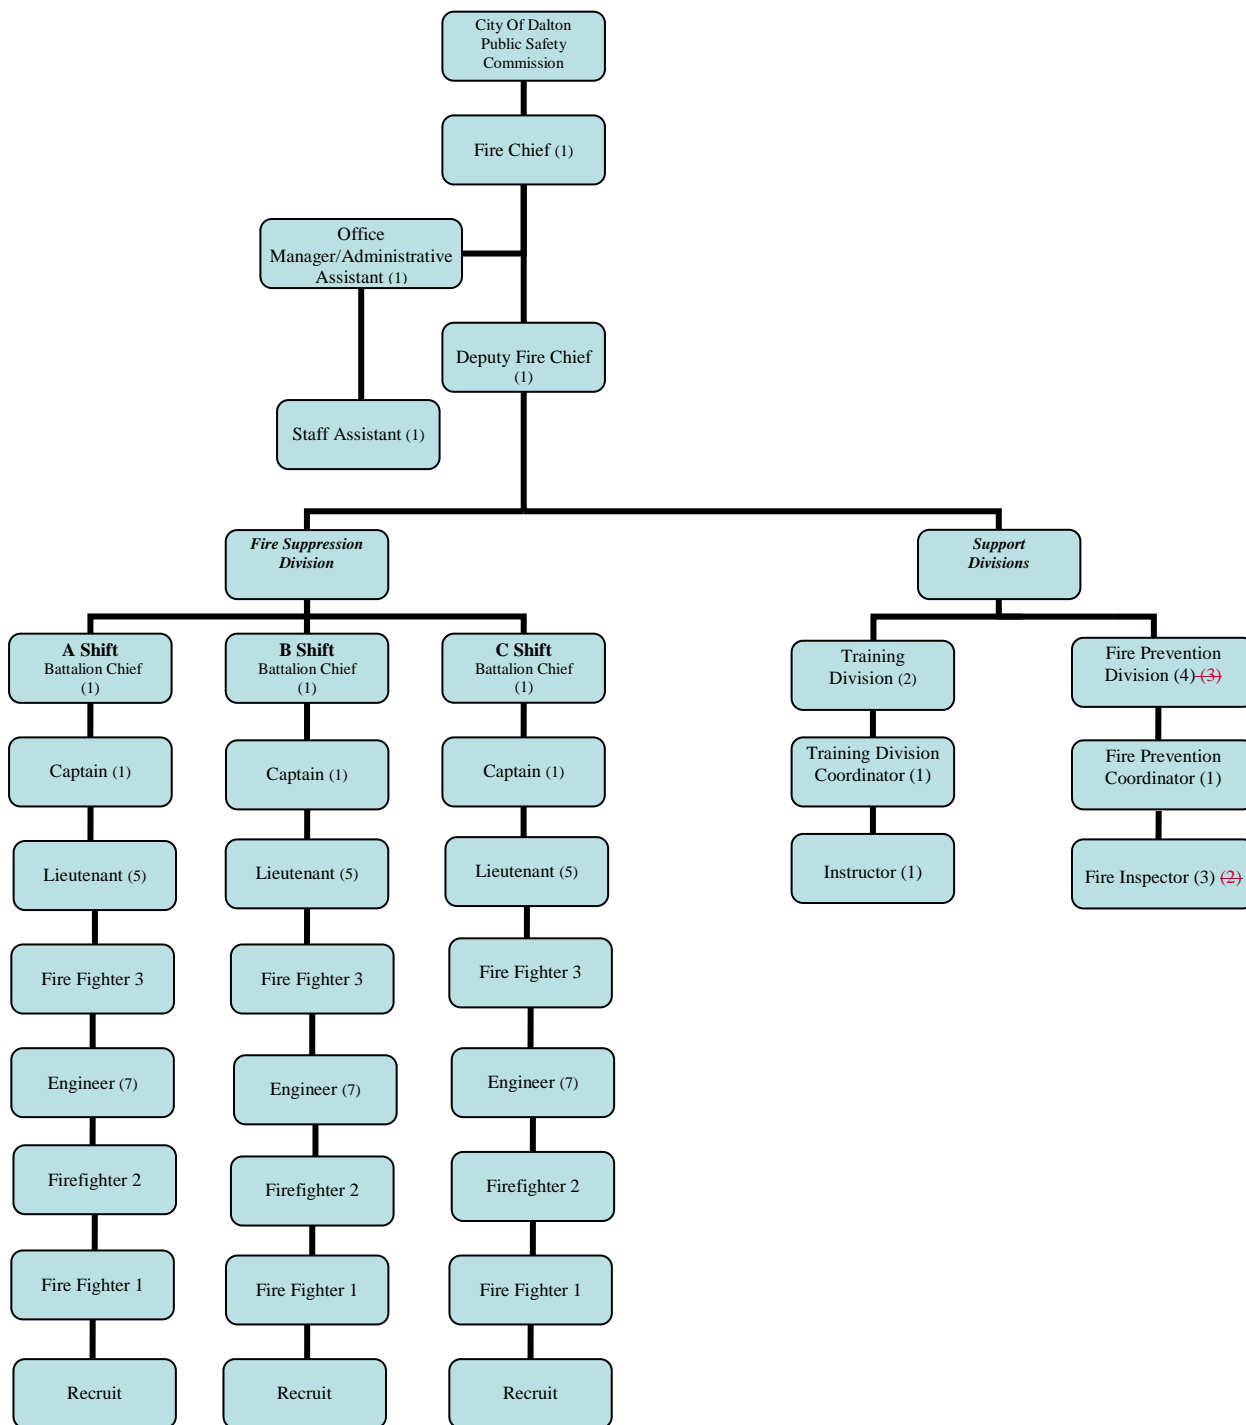 City Of Dalton
Public Safety
Commission
Fire Chief (1)
Office
Manager/Administrative
Assistant (1)
Deputy Fire Chief
(1)
Staff Assistant (1)
Fire Suppression
Division
Support
Divisions
A Shift
Battalion Chief
(1)
B Shift
Battalion Chief
(1)
C Shift
Battalion Chief
(1)
Training
Division (2)
Fire Prevention
Division (4) (3)
Captain (1)
Captain (1)
Captain (1)
Training Division
Coordinator (1)
Fire Prevention
Coordinator (1)
Lieutenant (5)
Lieutenant (5)
Lieutenant (5)
Instructor (1)
Fire Inspector (3) (2)
Fire Fighter 3
Fire Fighter 3
Fire Fighter 3
Engineer (7)
Engineer (7)
Engineer (7)
Firefighter 2
Firefighter 2
Firefighter 2
Fire Fighter 1
Fire Fighter 1
Fire Fighter 1
Recruit
Recruit
Recruit